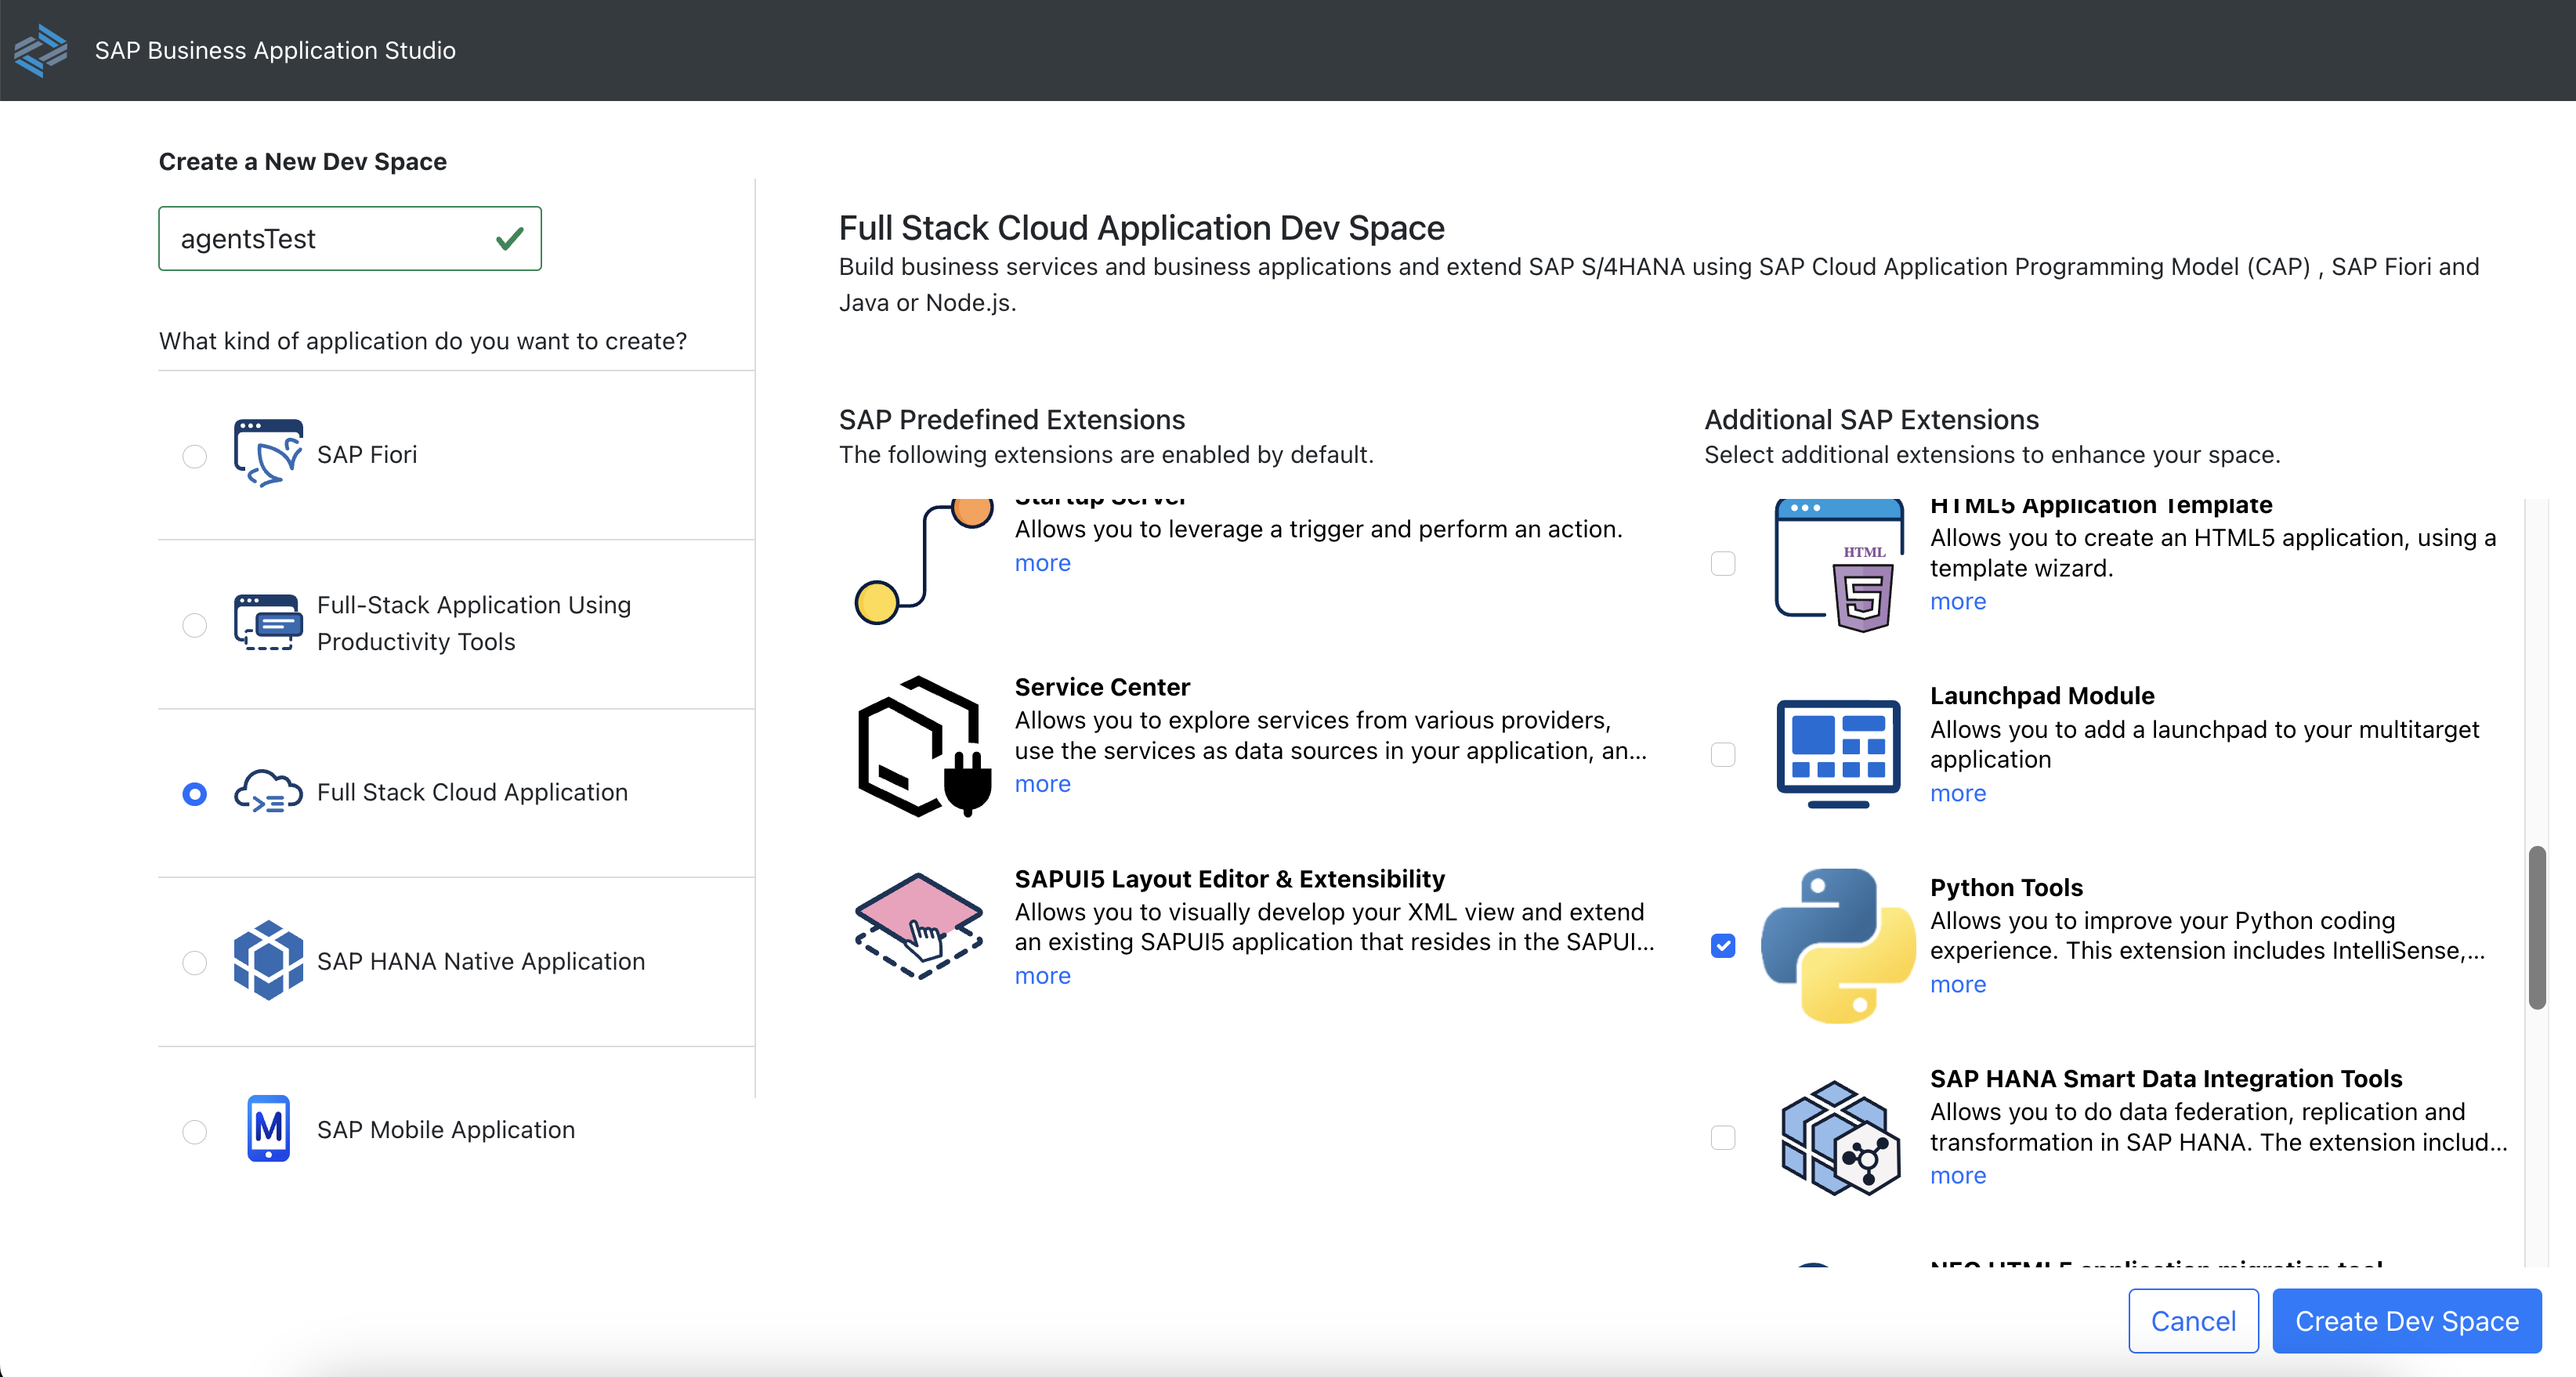 SAP Business Application Studio
Create a New Dev Space
agentsTest
What kind of application do you want to create?
SAP Fiori
Full-Stack Application Using
Productivity Tools
Full Stack Cloud Application
SAP HANA Native Application
M
SAP Mobile Application
Full Stack Cloud Application Dev Space
Build business services and business applications and extend SAP S/4HANA using SAP Cloud Application Programming Model (CAP) , SAP Fiori and
Java or Node.js.
SAP Predefined Extensions
The following extensions are enabled by default.
Startup Server
Allows you to leverage a trigger and perform an action.
more
Service Center
Allows you to explore services from various providers,
use the services as data sources in your application, an...
more
SAPUI5 Layout Editor & Extensibility
Allows you to visually develop your XML view and extend
an existing SAPUI5 application that resides in the SAPUI...
more
Additional SAP Extensions
Select additional extensions to enhance your space.
HTML
5
HTML5 Application Template
Allows you to create an HTML5 application, using a
template wizard.
more
Launchpad Module
Allows you to add a launchpad to your multitarget
application
more
Python Tools
Allows you to improve your Python coding
experience. This extension includes IntelliSense,...
more
SAP HANA Smart Data Integration Tools
Allows you to do data federation, replication and
transformation in SAP HANA. The extension includ...
more
NEO HTML5 application migration tool
Cancel
Create Dev Space